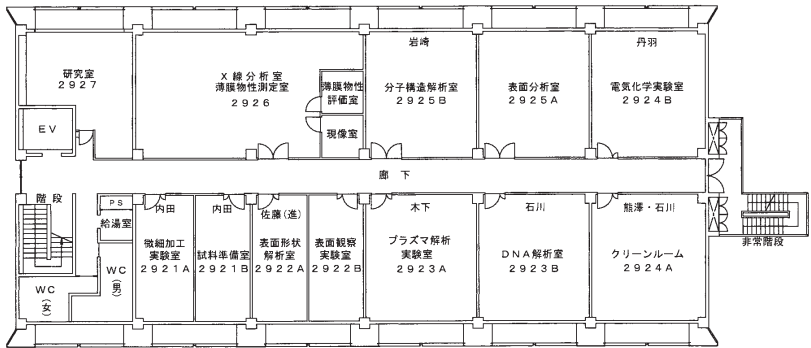 岩崎
丹羽
研究室
2927
X線分析室
薄膜物性測定室
2926
薄膜物性
評価室
現像室
分子構造解析室
2925B
表面分析室
2925A
電気化学実験室
2924B
EV
廊下
階段
PS
給湯室
WC
(男)
WC
(女)
内田
微細加工
実験室
2921A
内田
試料準備室
2921B
佐藤(進)
表面形状
解析室
2922A
表面観察
実験室
2922B
木下
プラズマ解析
実験室
2923A
石川
DNA解析室
2923B
熊澤・石川
クリーンルーム
2924A
非常階段